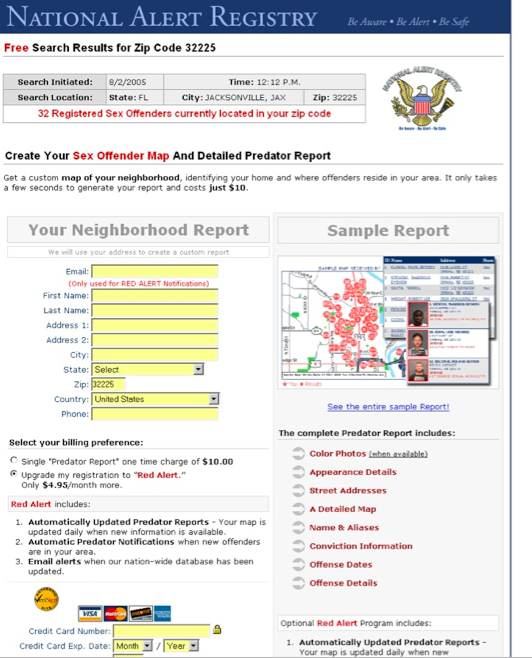 NATIONAL ALERT REGISTRY
Be Aware • Be Alert • Be Safe
Free Search Results for Zip Code 32225
Search Initiated: 8/2/2005 Time: 12:12 P.M.
Search Location: State: FL City: JACKSONVILLE, JAX Zip: 32225
32 Registered Sex Offenders currently located in your zip code
NATIONAL ALERT REGISTRY
Be Aware • Be Alert • Be Safe
Create Your Sex Offender Map And Detailed Predator Report
Get a custom map of your neighborhood, identifying your home and where offenders reside in your area. It only takes
a few seconds to generate your report and costs just $10.
Your Neighborhood Report
We will use your address to create a custom report
Email:
(Only used for RED ALERT Notifications)
First Name:
Last Name:
Address 1:
Address 2:
City:
State: Select
Zip: 32225
Country: United States
Phone:
Select your billing preference:
Single "Predator Report" one time charge of $10.00
Upgrade my registration to "Red Alert."
Only $4.95/month more.
Red Alert includes:
1. Automatically Updated Predator Reports - Your map is
updated daily when new information is available.
2. Automatic Predator Notifications when new offenders
are in your area.
3. Email alerts when our nation-wide database has been
updated.
VISA
Credit Card Number:
Credit Card Exp. Date: Month / Year
Sample Report
See the entire sample Report!
The complete Predator Report includes:
Color Photos (when available)
Appearance Details
Street Addresses
A Detailed Map
Name & Aliases
Conviction Information
Offense Dates
Offense Details
Optional Red Alert Program includes:
1. Automatically Updated Predator Reports -
Your map is updated daily when new